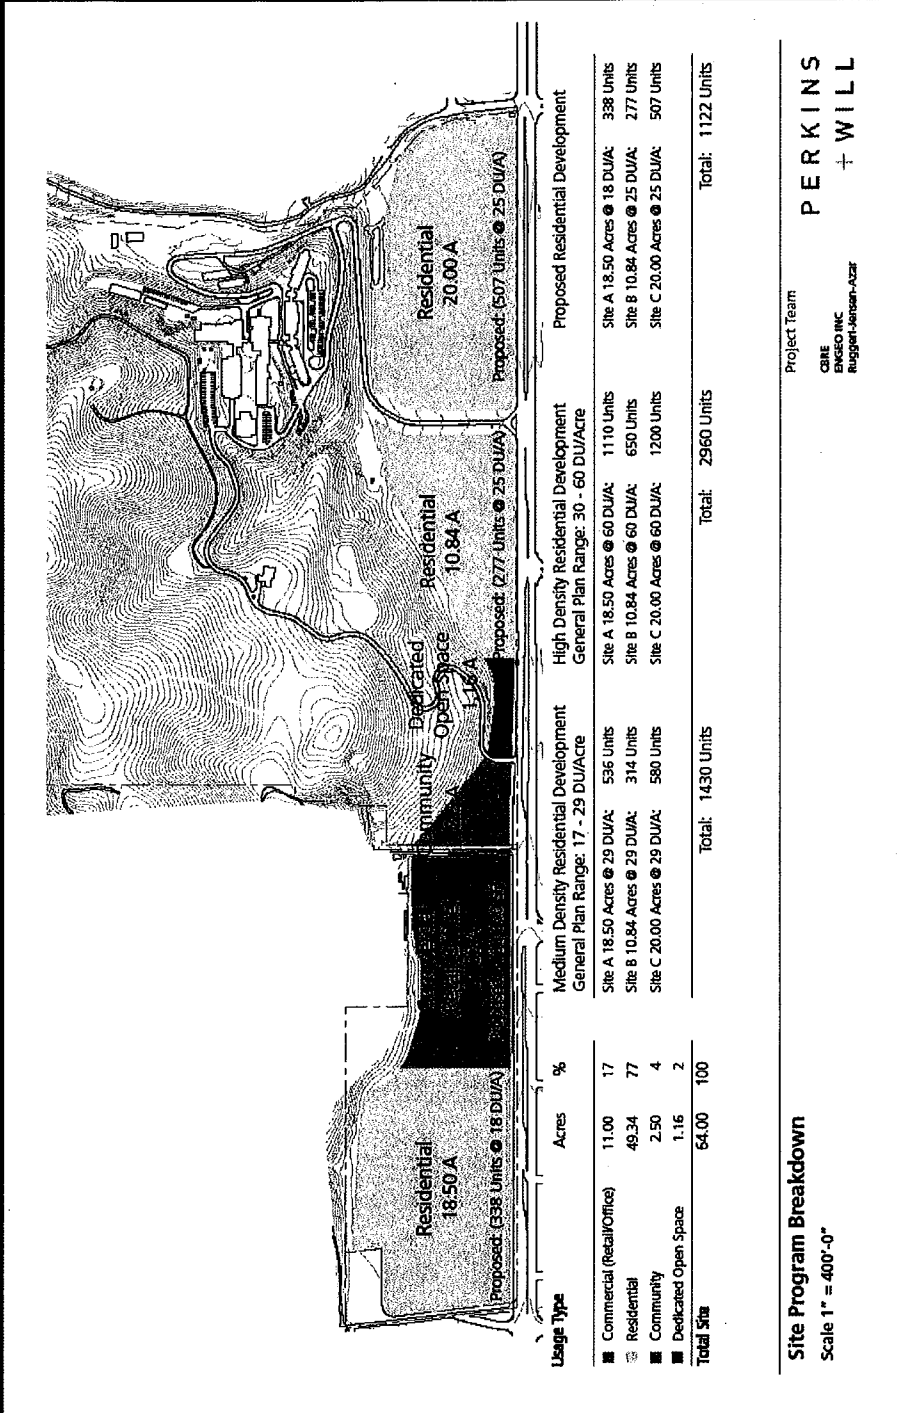 Residential
18.50 A
Proposed: (338 Units @ 18 DU/A)
Dedicated
Open Space
1.16 A
Residential
10.84 A
Proposed: (277 Units @ 25 DU/A)
Residential
20.00 A
Proposed: (507 Units @ 25 DU/A)
Usage Type Acres %
Commercial (Retail/Office) 11.00 17
Residential 49.34 77
Community 2.50 4
Dedicated Open Space 1.16 2
Total Site 64.00 100
Medium Density Residential Development
General Plan Range: 17 - 29 DU/Acre
Site A 18.50 Acres @ 29 DU/A: 536 Units
Site B 10.84 Acres @ 29 DU/A: 314 Units
Site C 20.00 Acres @ 29 DU/A: 580 Units
Total: 1430 Units
High Density Residential Development
General Plan Range: 30 - 60 DU/Acre
Site A 18.50 Acres @ 60 DU/A: 1110 Units
Site B 10.84 Acres @ 60 DU/A: 650 Units
Site C 20.00 Acres @ 60 DU/A: 1200 Units
Total: 2960 Units
Proposed Residential Development
Site A 18.50 Acres @ 18 DU/A: 338 Units
Site B 10.84 Acres @ 25 DU/A: 277 Units
Site C 20.00 Acres @ 25 DU/A: 507 Units
Total: 1122 Units
Site Program Breakdown
Scale 1" = 400'-0"
Project Team
CBRE
ENGEO INC
Ruggeri-Jensen-Azar
PERKINS
+ WILL